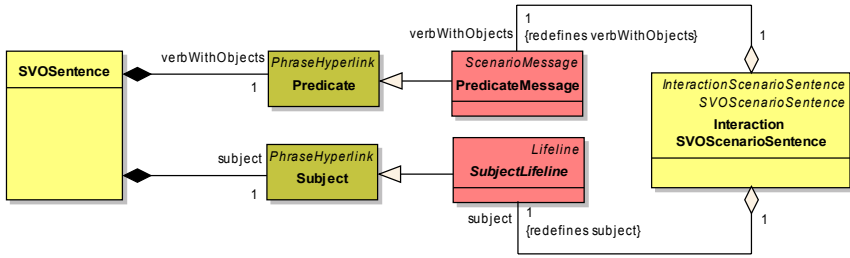 SVOSentence
verbWithObjects
1
PhraseHyperlink
Predicate
subject
1
PhraseHyperlink
Subject
verbWithObjects
1
{redefines verbWithObjects}
ScenarioMessage
PredicateMessage
Lifeline
SubjectLifeline
subject
1
{redefines subject}
1
InteractionScenarioSentence
SVOScenarioSentence
Interaction
SVOScenarioSentence
1